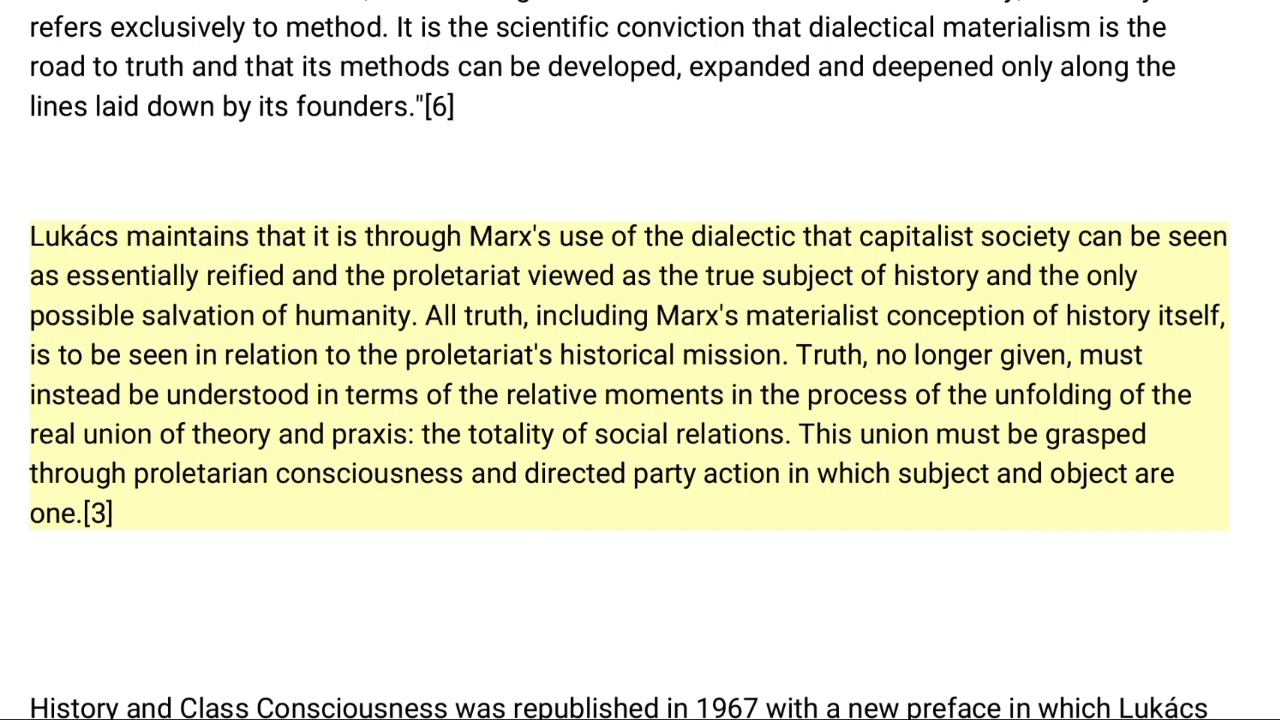 refers exclusively to method. It is the scientific conviction that dialectical materialism is the
road to truth and that its methods can be developed, expanded and deepened only along the
lines laid down by its founders."[6]
Lukács maintains that it is through Marx's use of the dialectic that capitalist society can be seen
as essentially reified and the proletariat viewed as the true subject of history and the only
possible salvation of humanity. All truth, including Marx's materialist conception of history itself,
is to be seen in relation to the proletariat's historical mission. Truth, no longer given, must
instead be understood in terms of the relative moments in the process of the unfolding of the
real union of theory and praxis: the totality of social relations. This union must be grasped
through proletarian consciousness and directed party action in which subject and object are
one.[3]
History and Class Consciousness was republished in 1967 with a new preface in which Lukács